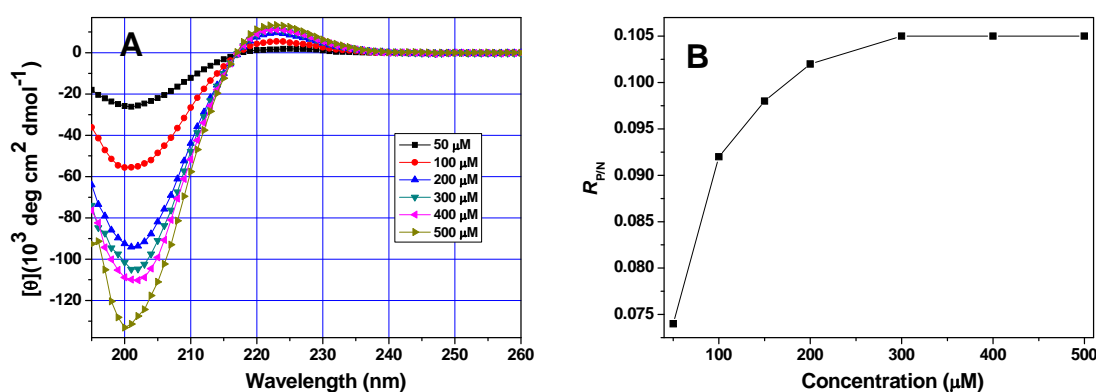 A
[θ](10³ deg cm² dmol⁻¹)
0
-20
-40
-60
-80
-100
-120
200
210
220
230
240
250
260
Wavelength (nm)
50 μM
100 μM
200 μM
300 μM
400 μM
500 μM
B
R_P/N
0.105
0.100
0.095
0.090
0.085
0.080
0.075
100
200
300
400
500
Concentration (μM)